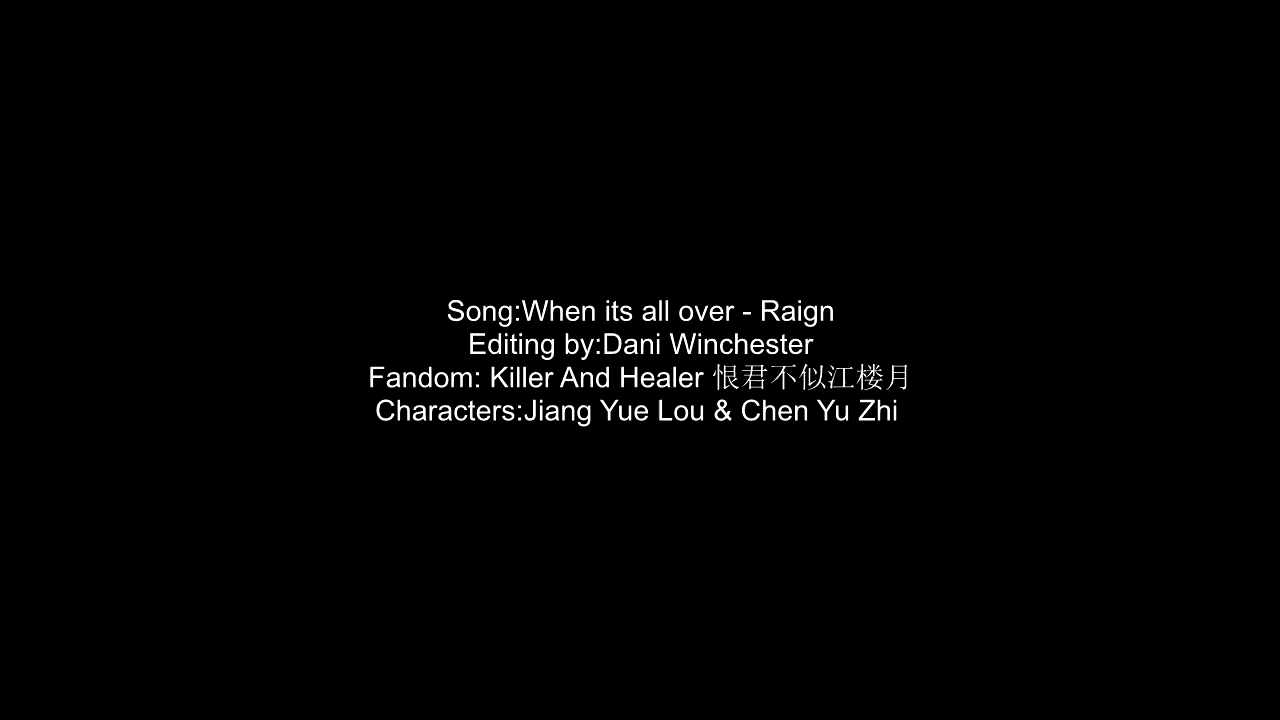 Song:When its all over - Raign
Editing by:Dani Winchester
Fandom: Killer And Healer 恨君不似江楼月
Characters:Jiang Yue Lou & Chen Yu Zhi